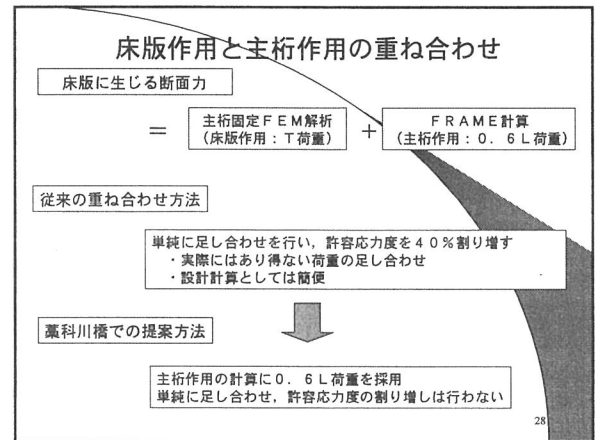 床版作用と主桁作用の重ね合わせ
床版に生じる断面力
＝
主桁固定ＦＥＭ解析
（床版作用：Ｔ荷重）
＋
ＦＲＡＭＥ計算
（主桁作用：０．６Ｌ荷重）
従来の重ね合わせ方法
単純に足し合わせを行い，許容応力度を４０％割り増す
・実際にはあり得ない荷重の足し合わせ
・設計計算としては簡便
藁科川橋での提案方法
主桁作用の計算に０．６Ｌ荷重を採用
単純に足し合わせ，許容応力度の割り増しは行わない
28